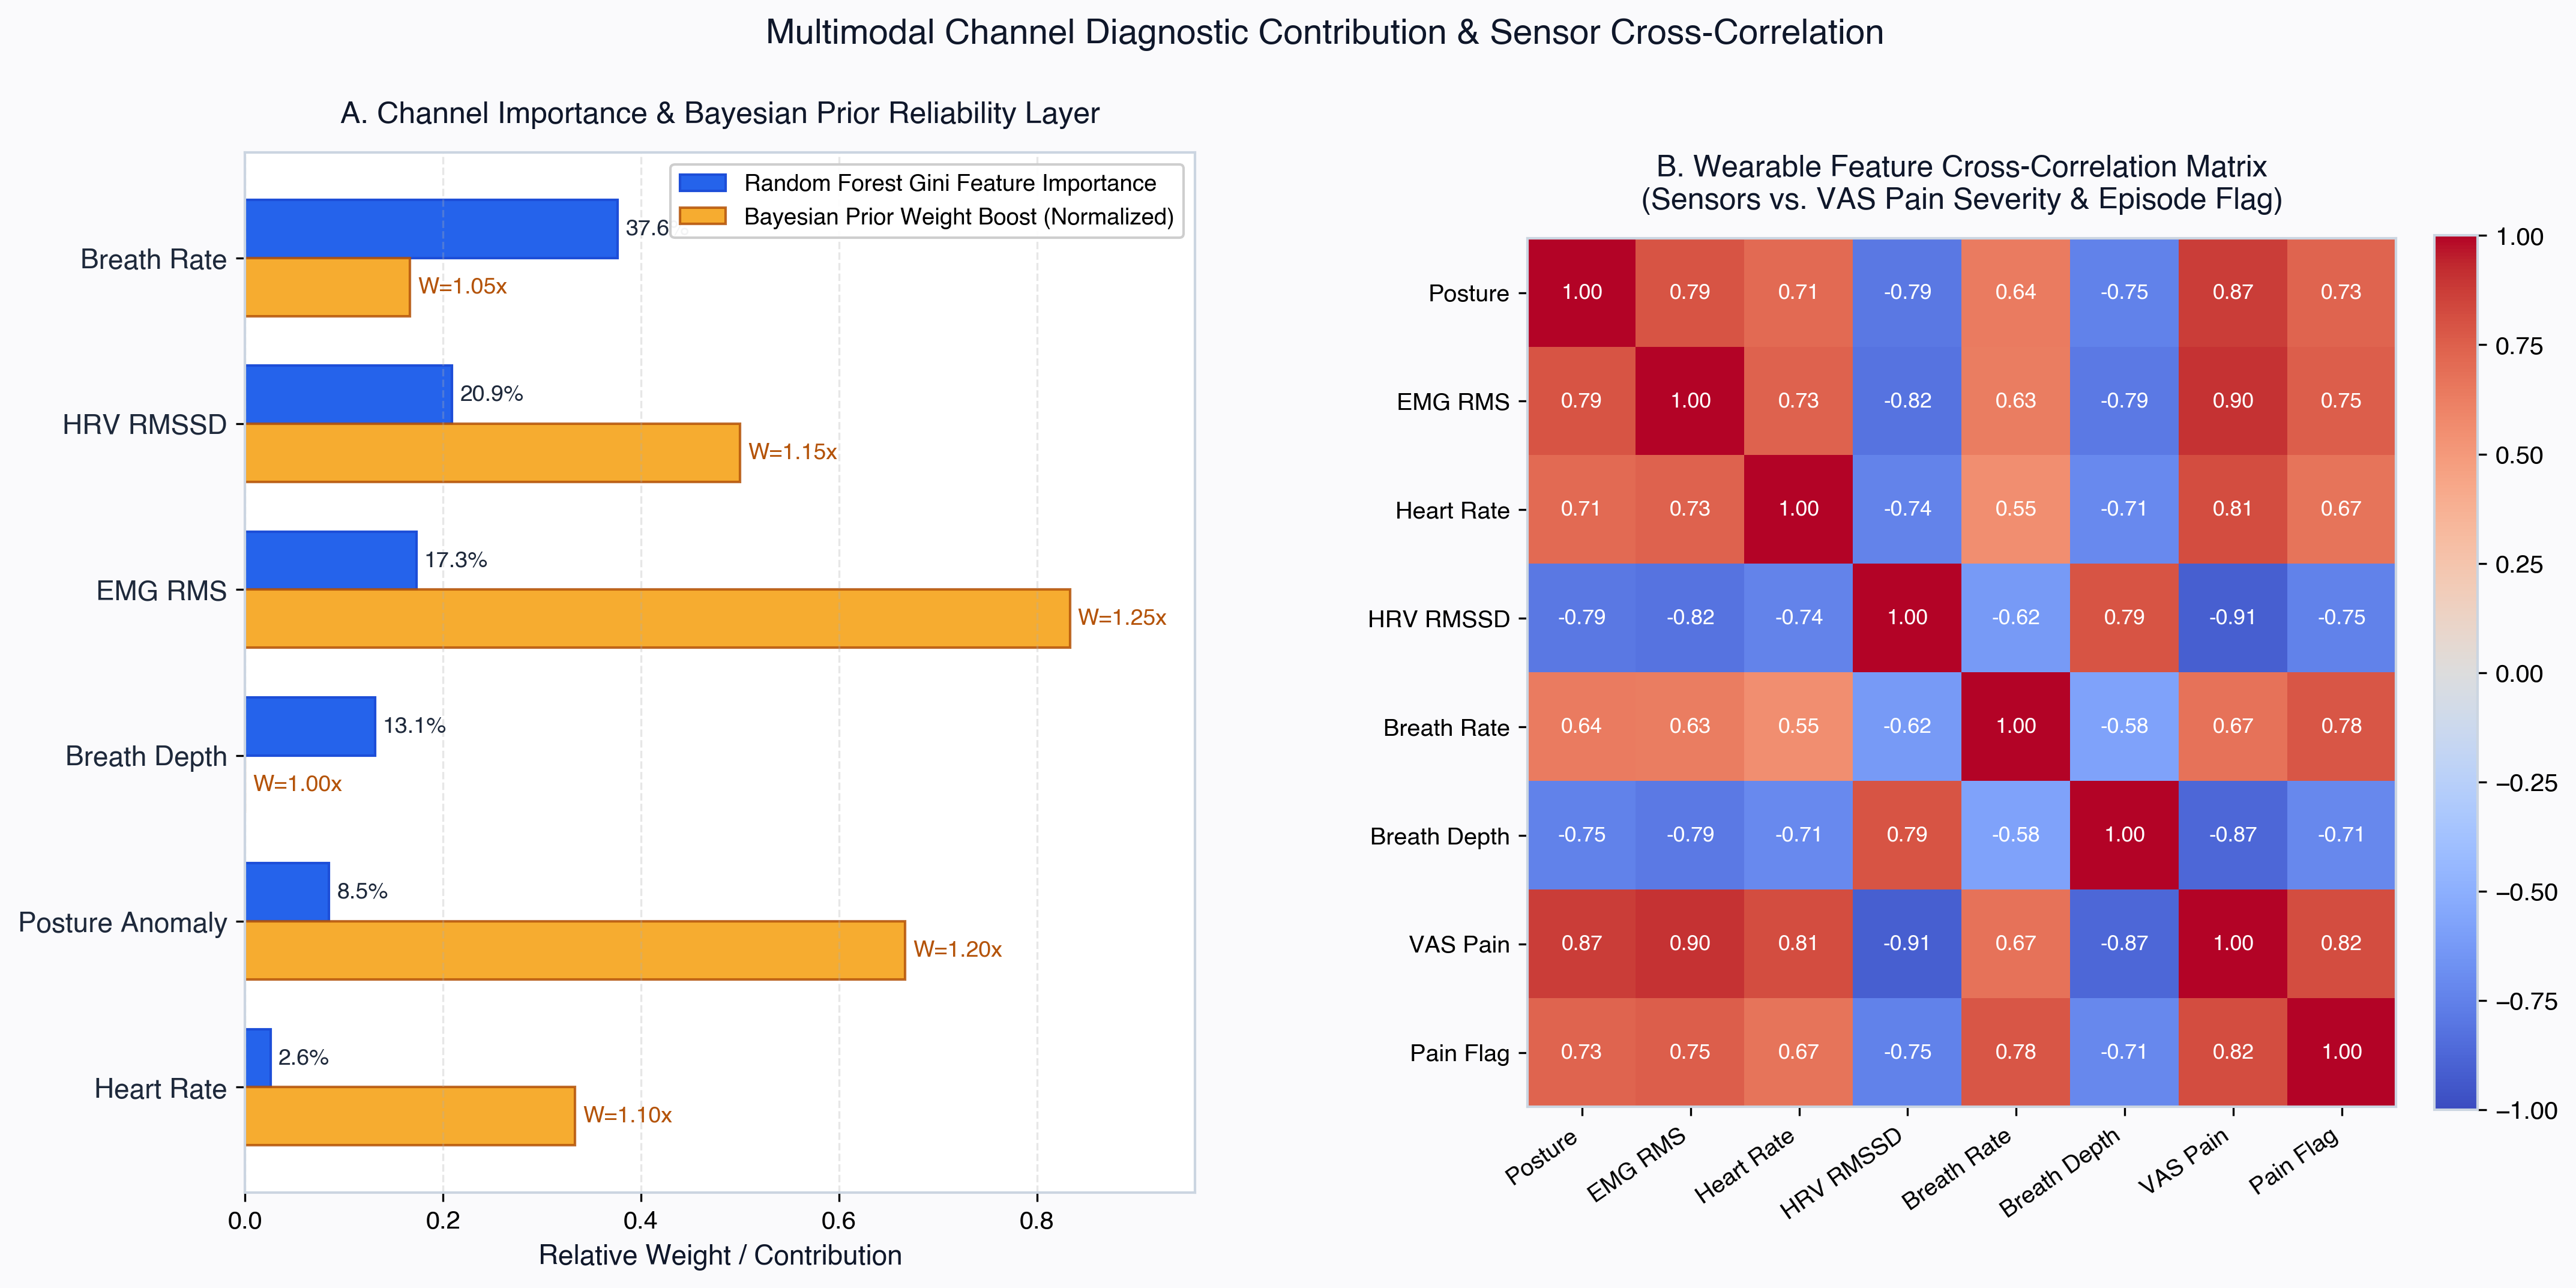 Multimodal Channel Diagnostic Contribution & Sensor Cross-Correlation
A. Channel Importance & Bayesian Prior Reliability Layer
Random Forest Gini Feature Importance
Bayesian Prior Weight Boost (Normalized)
Breath Rate
37.6
W=1.05x
HRV RMSSD
20.9%
W=1.15x
EMG RMS
17.3%
W=1.25x
Breath Depth
13.1%
W=1.00x
Posture Anomaly
8.5%
W=1.20x
Heart Rate
2.6%
W=1.10x
0.0 0.2 0.4 0.6 0.8
Relative Weight / Contribution
B. Wearable Feature Cross-Correlation Matrix
(Sensors vs. VAS Pain Severity & Episode Flag)
Posture 1.00 0.79 0.71 -0.79 0.64 -0.75 0.87 0.73
EMG RMS 0.79 1.00 0.73 -0.82 0.63 -0.79 0.90 0.75
Heart Rate 0.71 0.73 1.00 -0.74 0.55 -0.71 0.81 0.67
HRV RMSSD -0.79 -0.82 -0.74 1.00 -0.62 0.79 -0.91 -0.75
Breath Rate 0.64 0.63 0.55 -0.62 1.00 -0.58 0.67 0.78
Breath Depth -0.75 -0.79 -0.71 0.79 -0.58 1.00 -0.87 -0.71
VAS Pain 0.87 0.90 0.81 -0.91 0.67 -0.87 1.00 0.82
Pain Flag 0.73 0.75 0.67 -0.75 0.78 -0.71 0.82 1.00
Posture EMG RMS Heart Rate HRV RMSSD Breath Rate Breath Depth VAS Pain Pain Flag
1.00
0.75
0.50
0.25
0.00
−0.25
−0.50
−0.75
−1.00